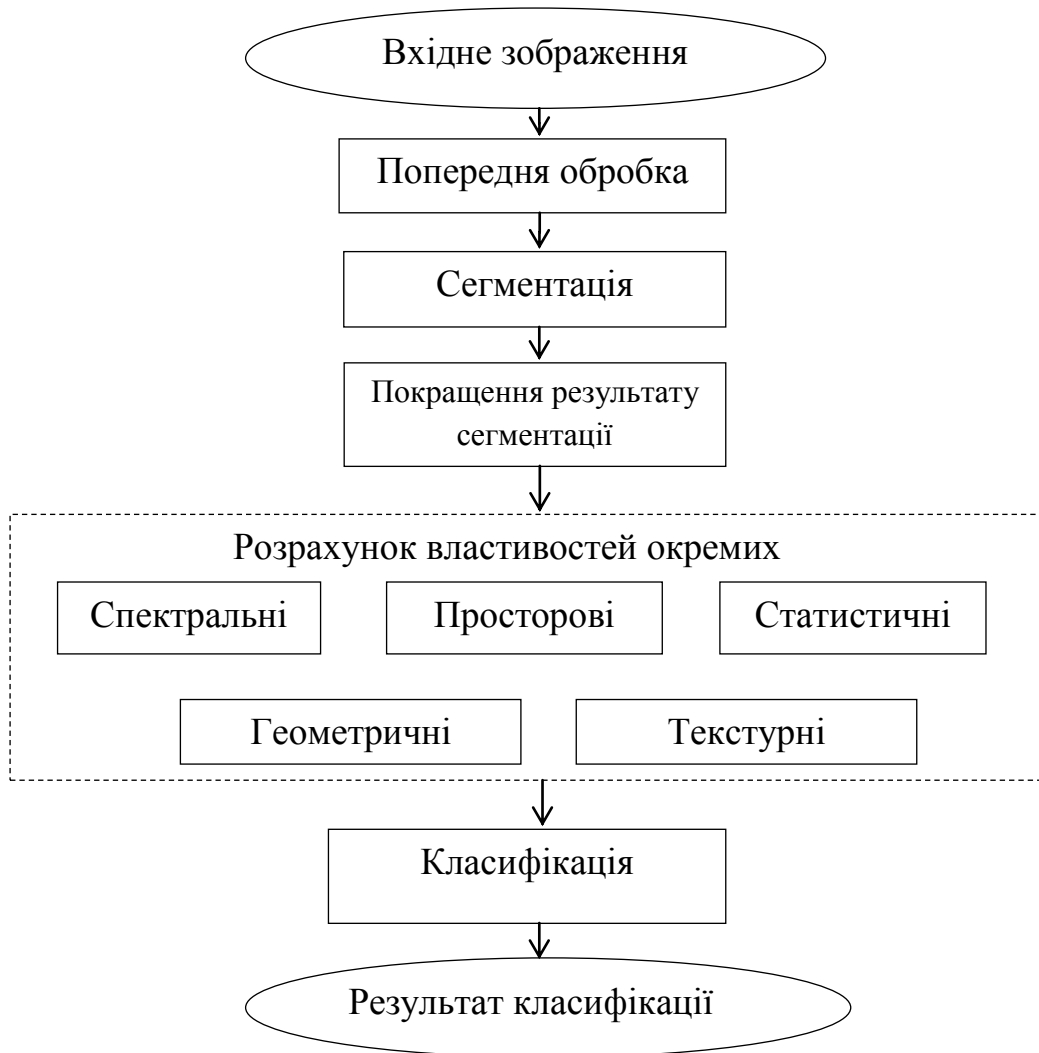 Вхідне зображення
Попередня обробка
Сегментація
Покращення результату
сегментації
Розрахунок властивостей окремих
Спектральні
Просторові
Статистичні
Геометричні
Текстурні
Класифікація
Результат класифікації